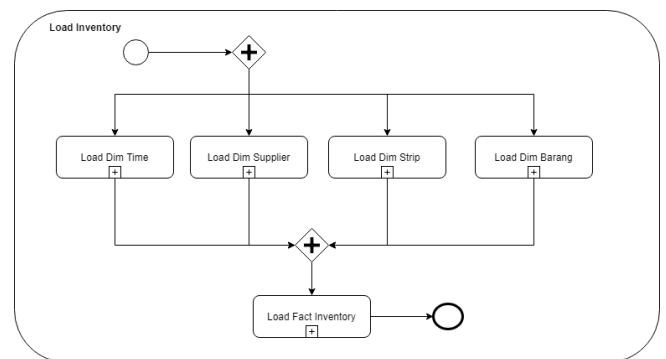 Load Inventory
Load Dim Time
Load Dim Supplier
Load Dim Strip
Load Dim Barang
Load Fact Inventory